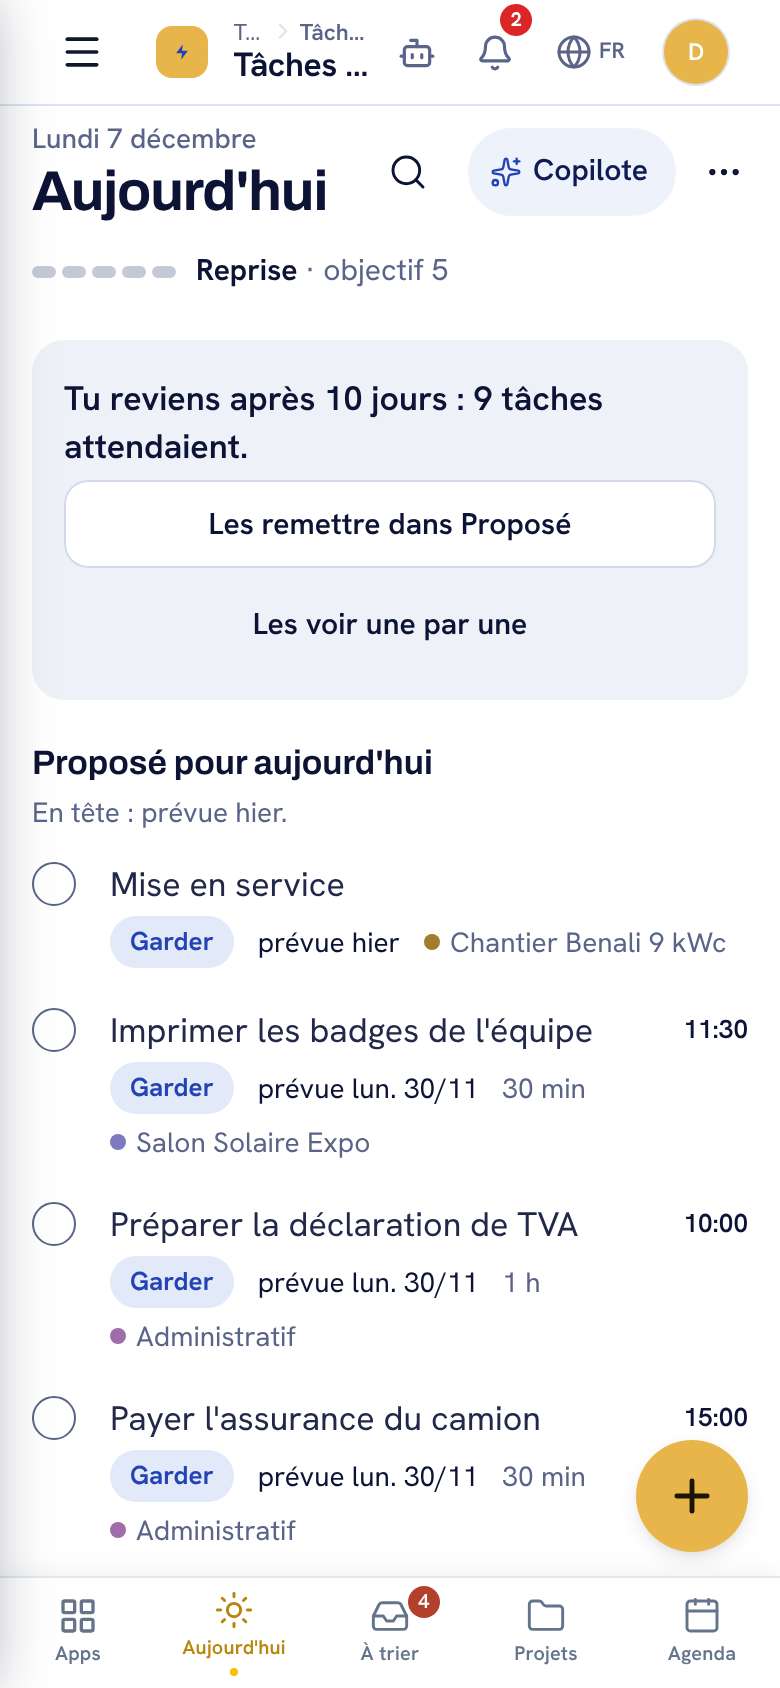 T... > Tâch...
Tâches ...
2
FR
D
Lundi 7 décembre
Aujourd'hui
Copilote
Reprise · objectif 5
Tu reviens après 10 jours : 9 tâches
attendaient.
Les remettre dans Proposé
Les voir une par une
Proposé pour aujourd'hui
En tête : prévue hier.
Mise en service
Garder prévue hier Chantier Benali 9 kWc
Imprimer les badges de l'équipe 11:30
Garder prévue lun. 30/11 30 min
Salon Solaire Expo
Préparer la déclaration de TVA 10:00
Garder prévue lun. 30/11 1 h
Administratif
Payer l'assurance du camion 15:00
Garder prévue lun. 30/11 30 min
Administratif
4
Apps Aujourd'hui À trier Projets Agenda